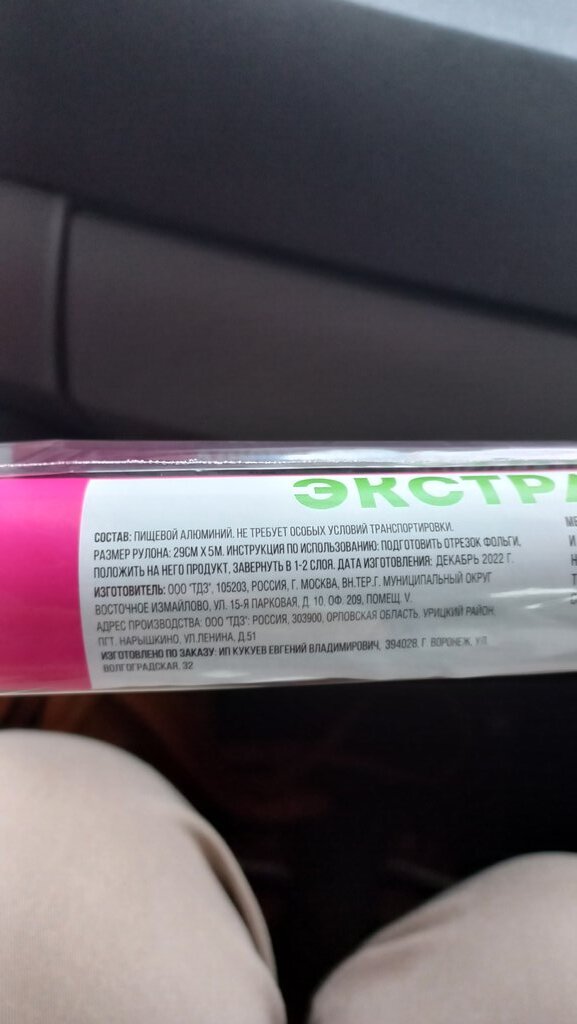 ЭКСТРА
СОСТАВ: ПИЩЕВОЙ АЛЮМИНИЙ. НЕ ТРЕБУЕТ ОСОБЫХ УСЛОВИЙ ТРАНСПОРТИРОВКИ.
РАЗМЕР РУЛОНА: 29СМ Х 5М. ИНСТРУКЦИЯ ПО ИСПОЛЬЗОВАНИЮ: ПОДГОТОВИТЬ ОТРЕЗОК ФОЛЬГИ,
ПОЛОЖИТЬ НА НЕГО ПРОДУКТ, ЗАВЕРНУТЬ В 1-2 СЛОЯ. ДАТА ИЗГОТОВЛЕНИЯ: ДЕКАБРЬ 2022 Г.
ИЗГОТОВИТЕЛЬ: ООО "ТДЗ", 105203, РОССИЯ, Г. МОСКВА, ВН.ТЕР.Г. МУНИЦИПАЛЬНЫЙ ОКРУГ
ВОСТОЧНОЕ ИЗМАЙЛОВО, УЛ. 15-Я ПАРКОВАЯ, Д. 10, ОФ. 209, ПОМЕЩ. V.
АДРЕС ПРОИЗВОДСТВА: ООО "ТДЗ": РОССИЯ, 303900, ОРЛОВСКАЯ ОБЛАСТЬ, УРИЦКИЙ РАЙОН,
ПГТ. НАРЫШКИНО, УЛ.ЛЕНИНА, Д.51
ИЗГОТОВЛЕНО ПО ЗАКАЗУ: ИП КУКУЕВ ЕВГЕНИЙ ВЛАДИМИРОВИЧ, 394028, Г. ВОРОНЕЖ, УЛ.
ВОЛГОГРАДСКАЯ, 32